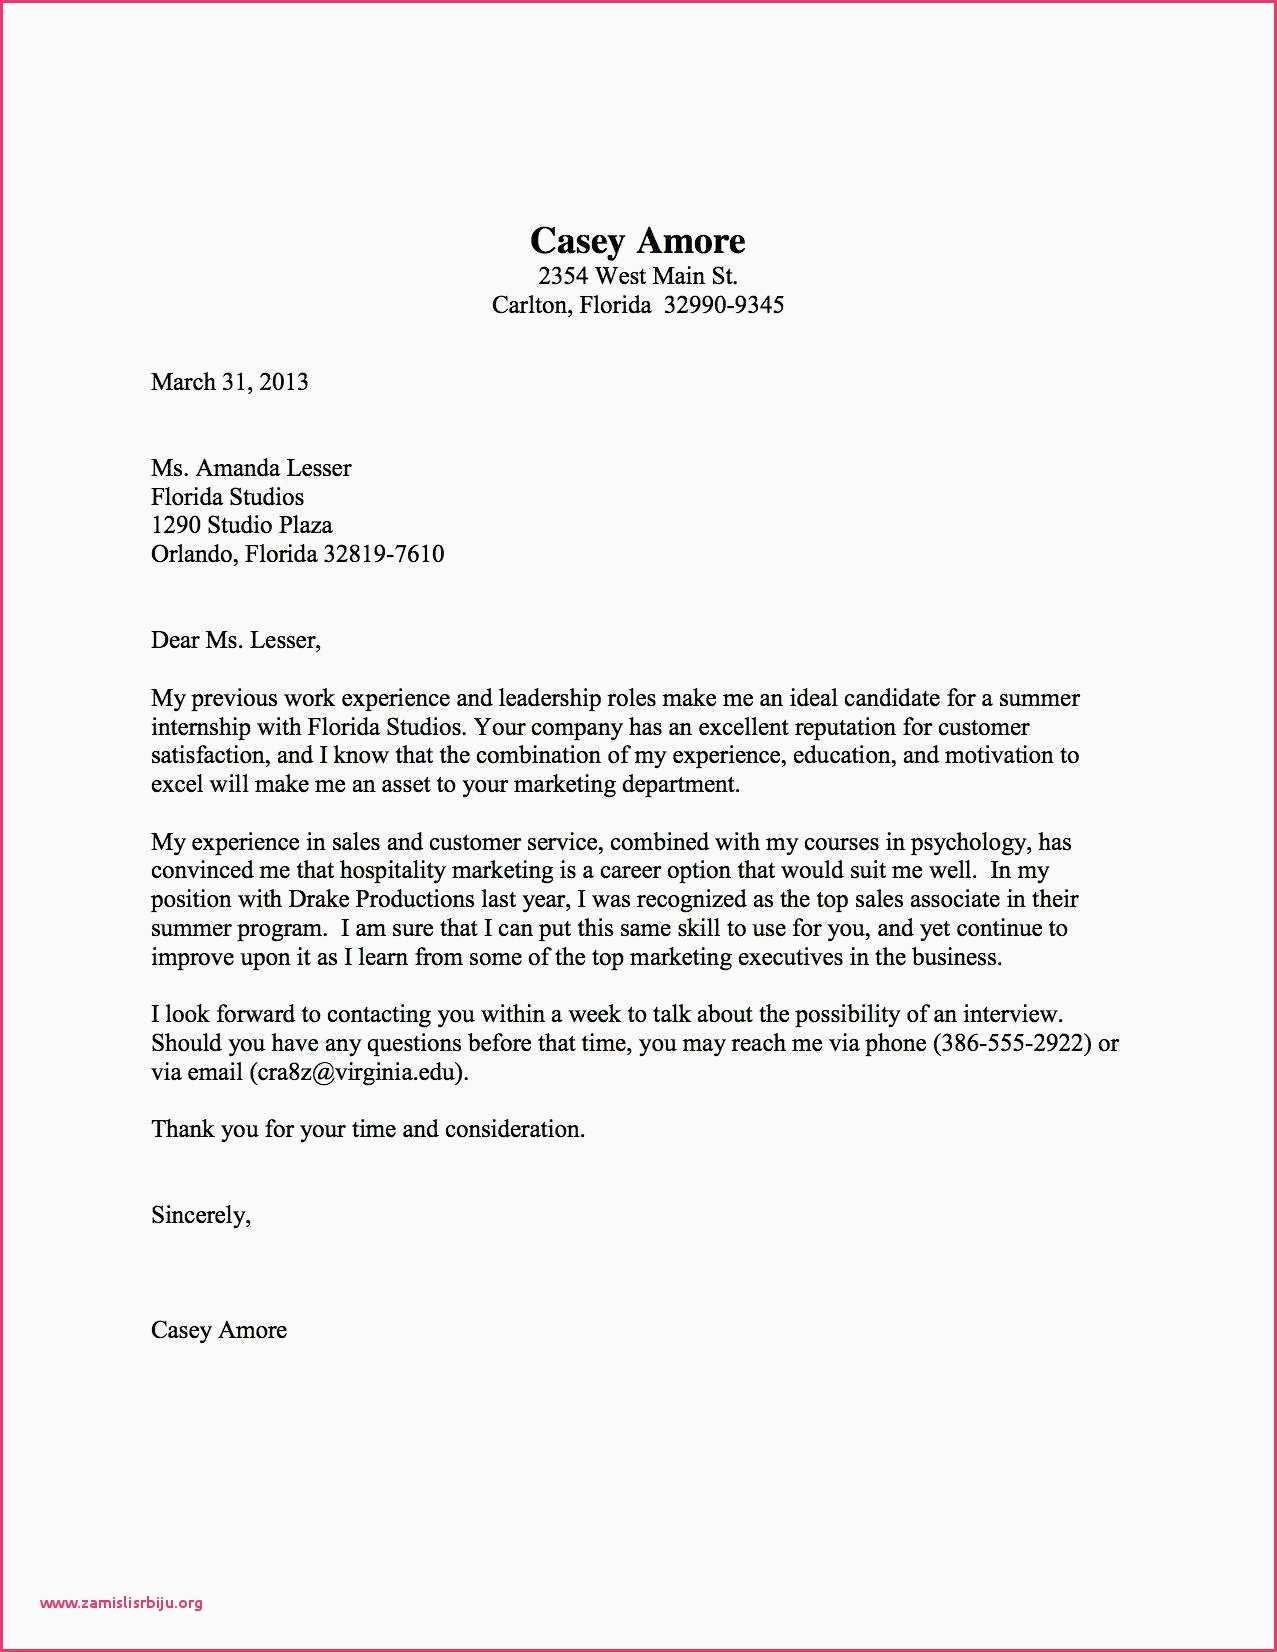 Casey Amore
2354 West Main St.
Carlton, Florida  32990-9345
March 31, 2013
Ms. Amanda Lesser
Florida Studios
1290 Studio Plaza
Orlando, Florida 32819-7610
Dear Ms. Lesser,
My previous work experience and leadership roles make me an ideal candidate for a summer
internship with Florida Studios. Your company has an excellent reputation for customer
satisfaction, and I know that the combination of my experience, education, and motivation to
excel will make me an asset to your marketing department.
My experience in sales and customer service, combined with my courses in psychology, has
convinced me that hospitality marketing is a career option that would suit me well.  In my
position with Drake Productions last year, I was recognized as the top sales associate in their
summer program.  I am sure that I can put this same skill to use for you, and yet continue to
improve upon it as I learn from some of the top marketing executives in the business.
I look forward to contacting you within a week to talk about the possibility of an interview.
Should you have any questions before that time, you may reach me via phone (386-555-2922) or
via email (cra8z@virginia.edu).
Thank you for your time and consideration.
Sincerely,
Casey Amore
www.zamislisrbiju.org